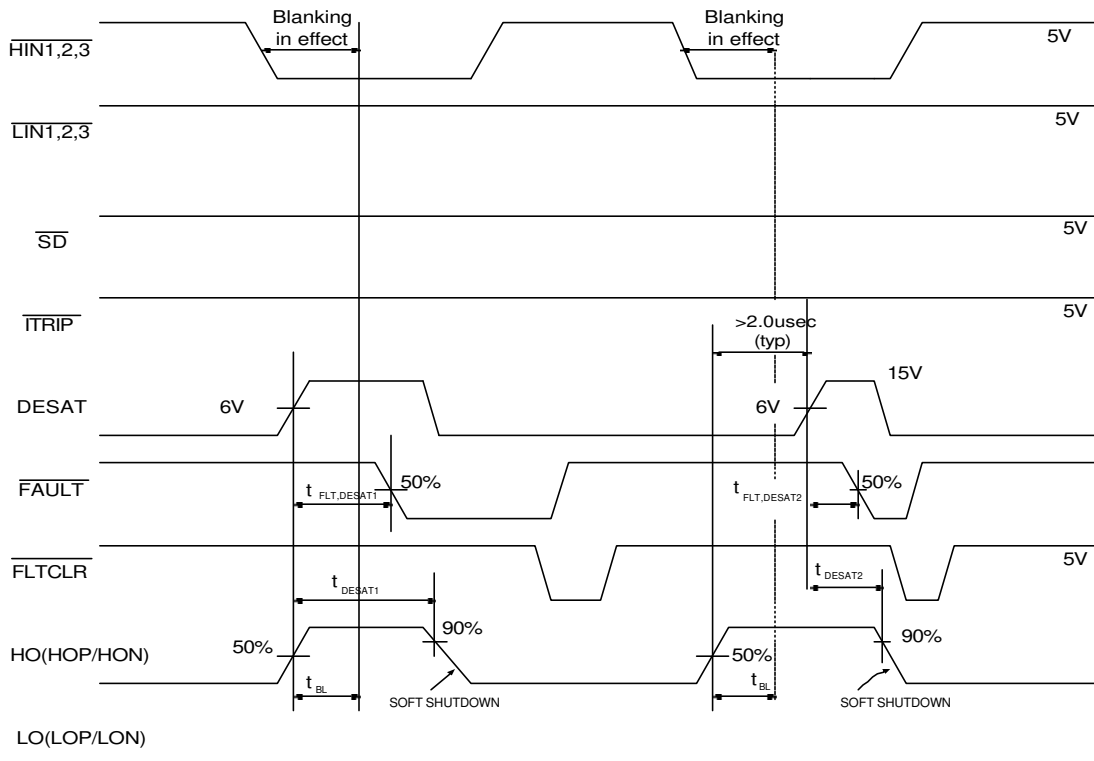 Blanking
in effect
Blanking
in effect
HIN1,2,3
5V
LIN1,2,3
5V
SD
5V
ITRIP
5V
>2.0usec
(typ)
DESAT
6V
6V
15V
FAULT
50%
t FLT,DESAT1
50%
t FLT,DESAT2
FLTCLR
5V
t DESAT1
t DESAT2
HO(HOP/HON)
50%
90%
50%
90%
t BL
SOFT SHUTDOWN
t BL
SOFT SHUTDOWN
LO(LOP/LON)